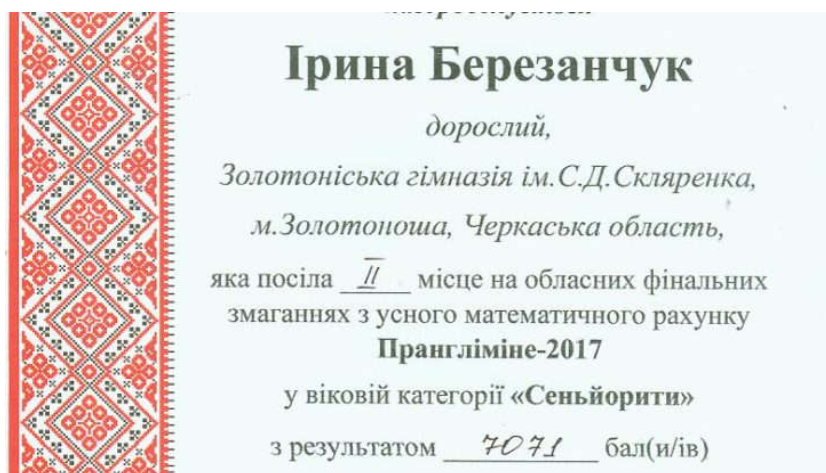 Ірина Березанчук
дорослий,
Золотоніська гімназія ім.С.Д.Скляренка,
м.Золотоноша, Черкаська область,
яка посіла II місце на обласних фінальних
змаганнях з усного математичного рахунку
Прангліміне-2017
у віковій категорії «Сеньйорити»
з результатом 7071 бал(и/ів)